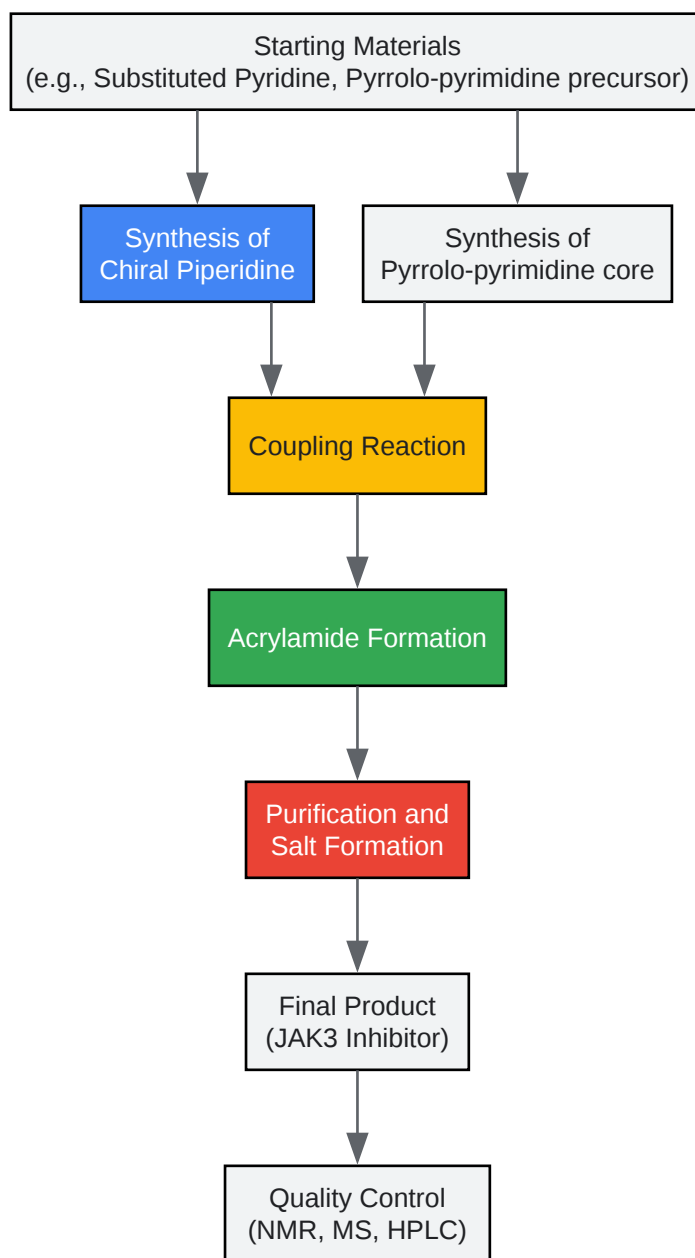 Starting Materials
(e.g., Substituted Pyridine, Pyrrolo-pyrimidine precursor)
Synthesis of
Chiral Piperidine
Synthesis of
Pyrrolo-pyrimidine core
Coupling Reaction
Acrylamide Formation
Purification and
Salt Formation
Final Product
(JAK3 Inhibitor)
Quality Control
(NMR, MS, HPLC)